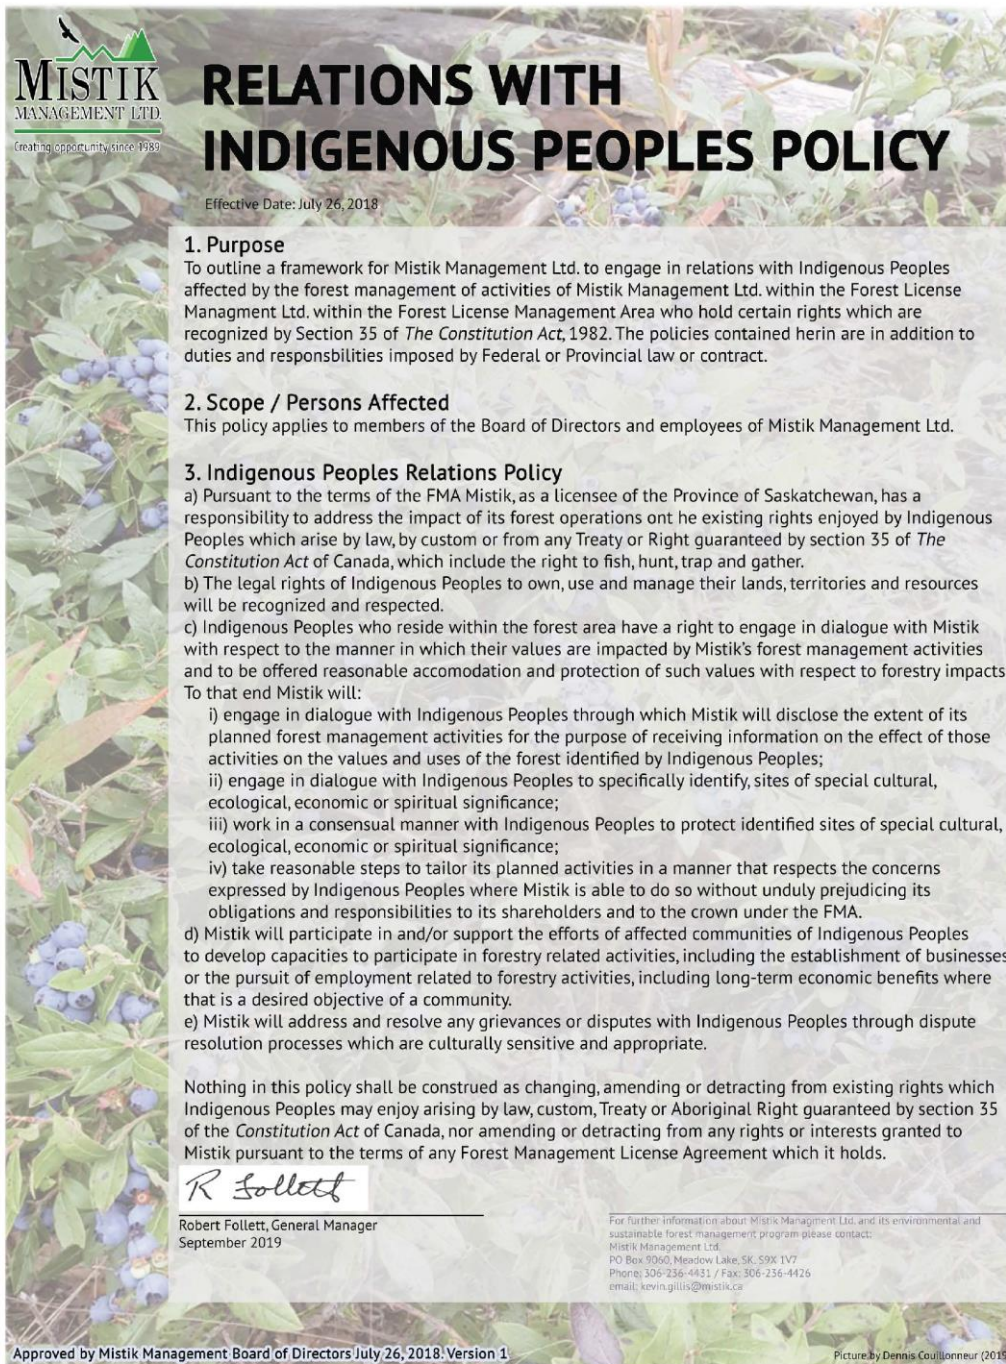 MISTIK
MANAGEMENT LTD.
Creating opportunity since 1989
RELATIONS WITH
INDIGENOUS PEOPLES POLICY
Effective Date: July 26, 2018
1. Purpose
To outline a framework for Mistik Management Ltd. to engage in relations with Indigenous Peoples
affected by the forest management of activities of Mistik Management Ltd. within the Forest License
Managment Ltd. within the Forest License Management Area who hold certain rights which are
recognized by Section 35 of The Constitution Act, 1982. The policies contained herin are in addition to
duties and responsbilities imposed by Federal or Provincial law or contract.
2. Scope / Persons Affected
This policy applies to members of the Board of Directors and employees of Mistik Management Ltd.
3. Indigenous Peoples Relations Policy
a) Pursuant to the terms of the FMA Mistik, as a licensee of the Province of Saskatchewan, has a
responsibility to address the impact of its forest operations ont he existing rights enjoyed by Indigenous
Peoples which arise by law, by custom or from any Treaty or Right guaranteed by section 35 of The
Constitution Act of Canada, which include the right to fish, hunt, trap and gather.
b) The legal rights of Indigenous Peoples to own, use and manage their lands, territories and resources
will be recognized and respected.
c) Indigenous Peoples who reside within the forest area have a right to engage in dialogue with Mistik
with respect to the manner in which their values are impacted by Mistik's forest management activities
and to be offered reasonable accomodation and protection of such values with respect to forestry impacts
To that end Mistik will:
i) engage in dialogue with Indigenous Peoples through which Mistik will disclose the extent of its
planned forest management activities for the purpose of receiving information on the effect of those
activities on the values and uses of the forest identified by Indigenous Peoples;
ii) engage in dialogue with Indigenous Peoples to specifically identify, sites of special cultural,
ecological, economic or spiritual significance;
iii) work in a consensual manner with Indigenous Peoples to protect identified sites of special cultural,
ecological, economic or spiritual significance;
iv) take reasonable steps to tailor its planned activities in a manner that respects the concerns
expressed by Indigenous Peoples where Mistik is able to do so without unduly prejudicing its
obligations and responsibilities to its shareholders and to the crown under the FMA.
d) Mistik will participate in and/or support the efforts of affected communities of Indigenous Peoples
to develop capacities to participate in forestry related activities, including the establishment of businesses
or the pursuit of employment related to forestry activities, including long-term economic benefits where
that is a desired objective of a community.
e) Mistik will address and resolve any grievances or disputes with Indigenous Peoples through dispute
resolution processes which are culturally sensitive and appropriate.
Nothing in this policy shall be construed as changing, amending or detracting from existing rights which
Indigenous Peoples may enjoy arising by law, custom, Treaty or Aboriginal Right guaranteed by section 35
of the Constitution Act of Canada, nor amending or detracting from any rights or interests granted to
Mistik pursuant to the terms of any Forest Management License Agreement which it holds.
R Follett
Robert Follett, General Manager
September 2019
For further information about Mistik Managment Ltd. and its environmental and
sustainable forest management program please contact:
Mistik Management Ltd.
PO Box 9060, Meadow Lake, SK. S9X 1V7
Phone: 306-236-4431 / Fax: 306-236-4426
email: kevin.gillis@mistik.ca
Approved by Mistik Management Board of Directors July 26, 2018. Version 1
Picture by Dennis Couillonneur (2019